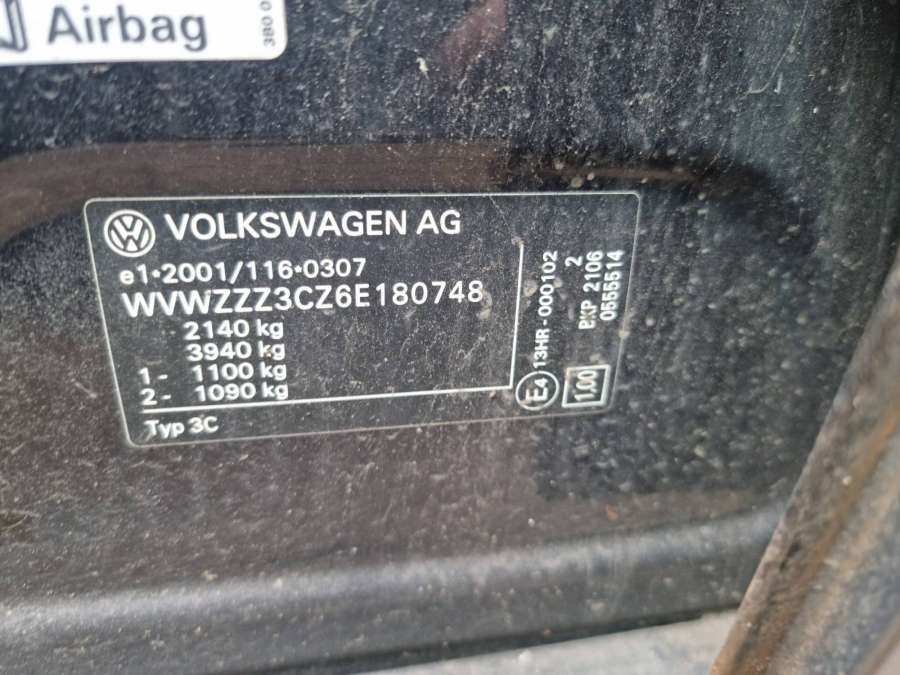 Airbag
3B0 0
VOLKSWAGEN AG
e1*2001/116*0307
WVWZZZ3CZ6E180748
2140 kg
3940 kg
1- 1100 kg
2- 1090 kg
Typ 3C
E4 13HR-000102
2
BKP 2106
0555514
1,00